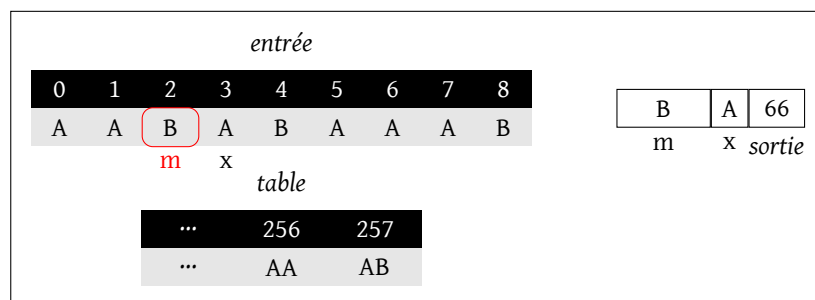 entrée
0 1 2 3 4 5 6 7 8
A A B A B A A A B
m x
table
... 256 257
... AA AB
B A 66
m x sortie